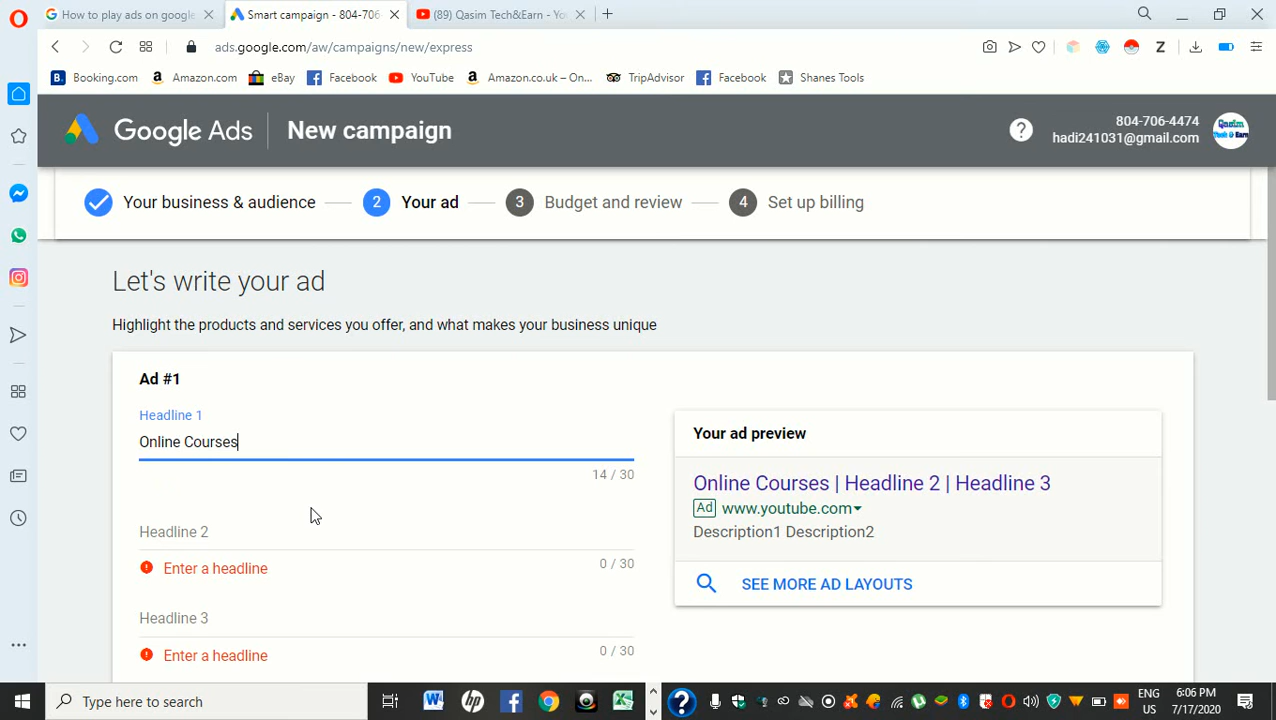 How to play ads on google
Smart campaign - 804-706-
(89) Qasim Tech&Earn - Yo
ads.google.com/aw/campaigns/new/express
Booking.com
Amazon.com
eBay
Facebook
YouTube
Amazon.co.uk – On...
TripAdvisor
Facebook
Shanes Tools
Google Ads
New campaign
804-706-4474
hadi241031@gmail.com
Qasim
Tech & Earn
Your business & audience
2 Your ad
3 Budget and review
4 Set up billing
Let's write your ad
Highlight the products and services you offer, and what makes your business unique
Ad #1
Headline 1
Online Courses
14 / 30
Headline 2
Enter a headline
0 / 30
Headline 3
Enter a headline
0 / 30
Your ad preview
Online Courses | Headline 2 | Headline 3
Ad www.youtube.com
Description1 Description2
SEE MORE AD LAYOUTS
Type here to search
ENG
US
6:06 PM
7/17/2020